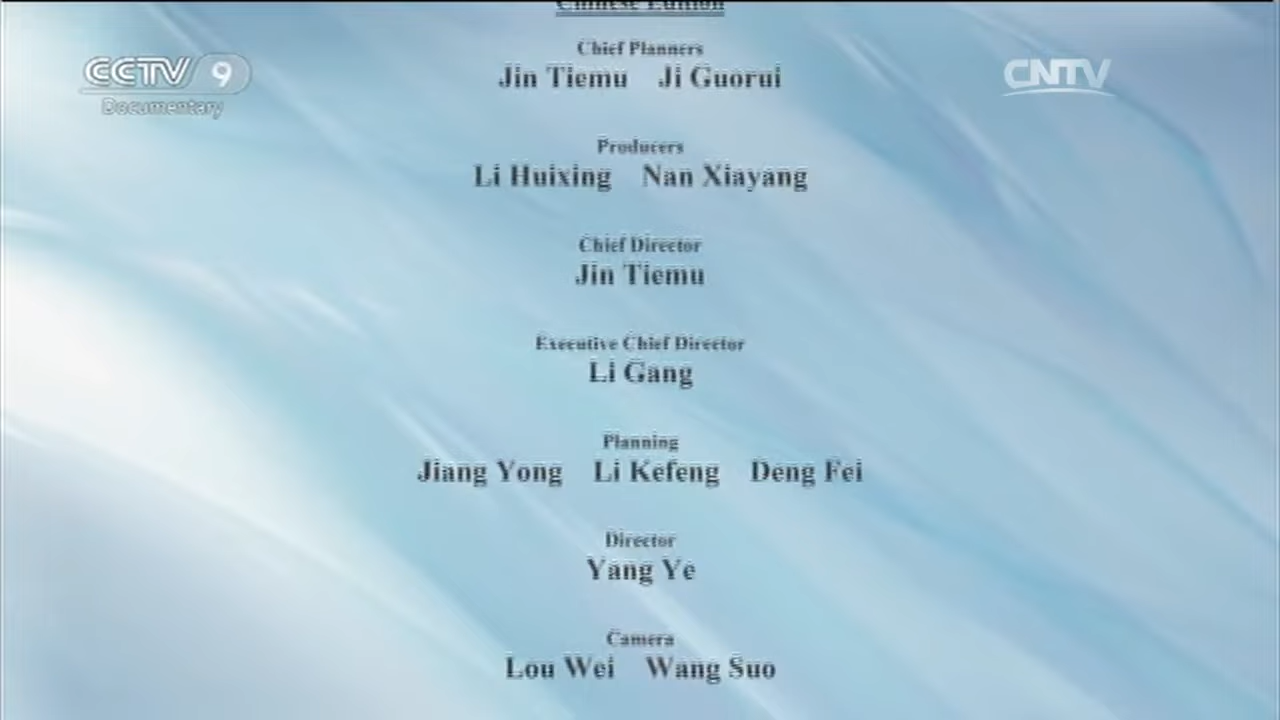 Chinese Edition
CCTV 9
Documentary
CNTV
Chief Planners
Jin Tiemu Ji Guorui
Producers
Li Huixing Nan Xiayang
Chief Director
Jin Tiemu
Executive Chief Director
Li Gang
Planning
Jiang Yong Li Kefeng Deng Fei
Director
Yang Ye
Camera
Lou Wei Wang Suo